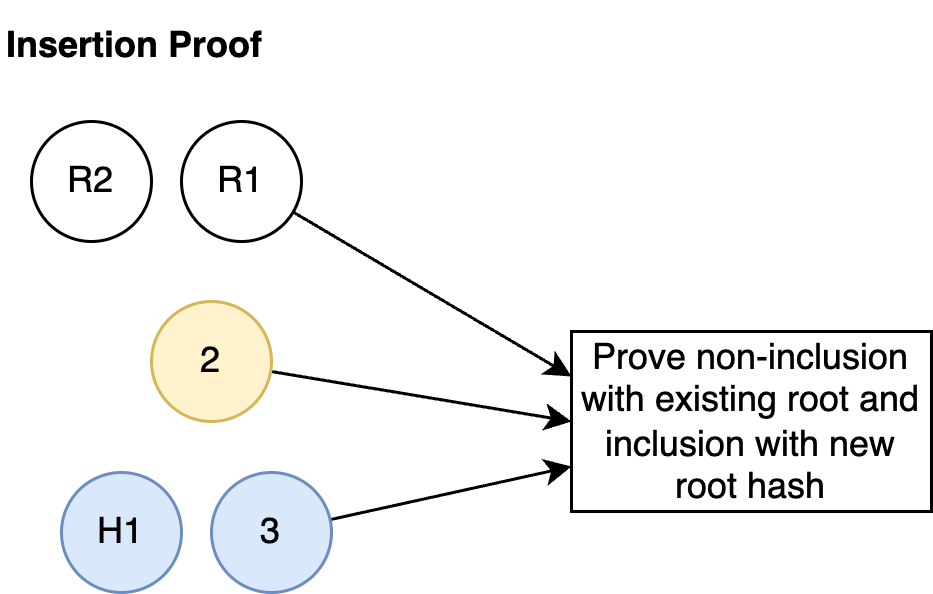 Insertion Proof
R2
R1
2
H1
3
Prove non-inclusion
with existing root and
inclusion with new
root hash